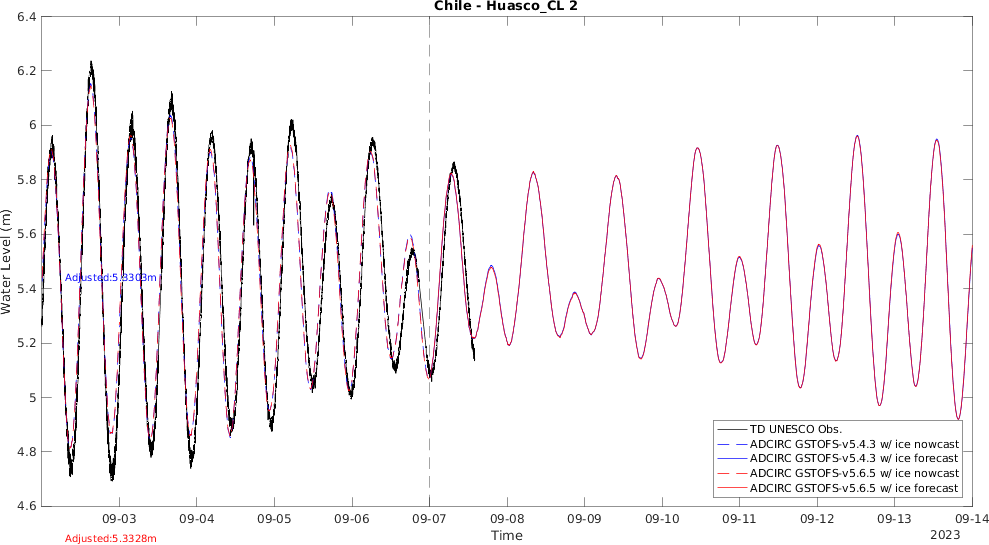 Chile - Huasco_CL 2
6.4
6.2
6
5.8
5.6
5.4
5.2
5
4.8
4.6
Water Level (m)
Adjusted:5.3303m
TD UNESCO Obs.
ADCIRC GSTOFS-v5.4.3 w/ ice nowcast
ADCIRC GSTOFS-v5.4.3 w/ ice forecast
ADCIRC GSTOFS-v5.6.5 w/ ice nowcast
ADCIRC GSTOFS-v5.6.5 w/ ice forecast
09-03 09-04 09-05 09-06 09-07 09-08 09-09 09-10 09-11 09-12 09-13 09-14
Time
2023
Adjusted:5.3328m